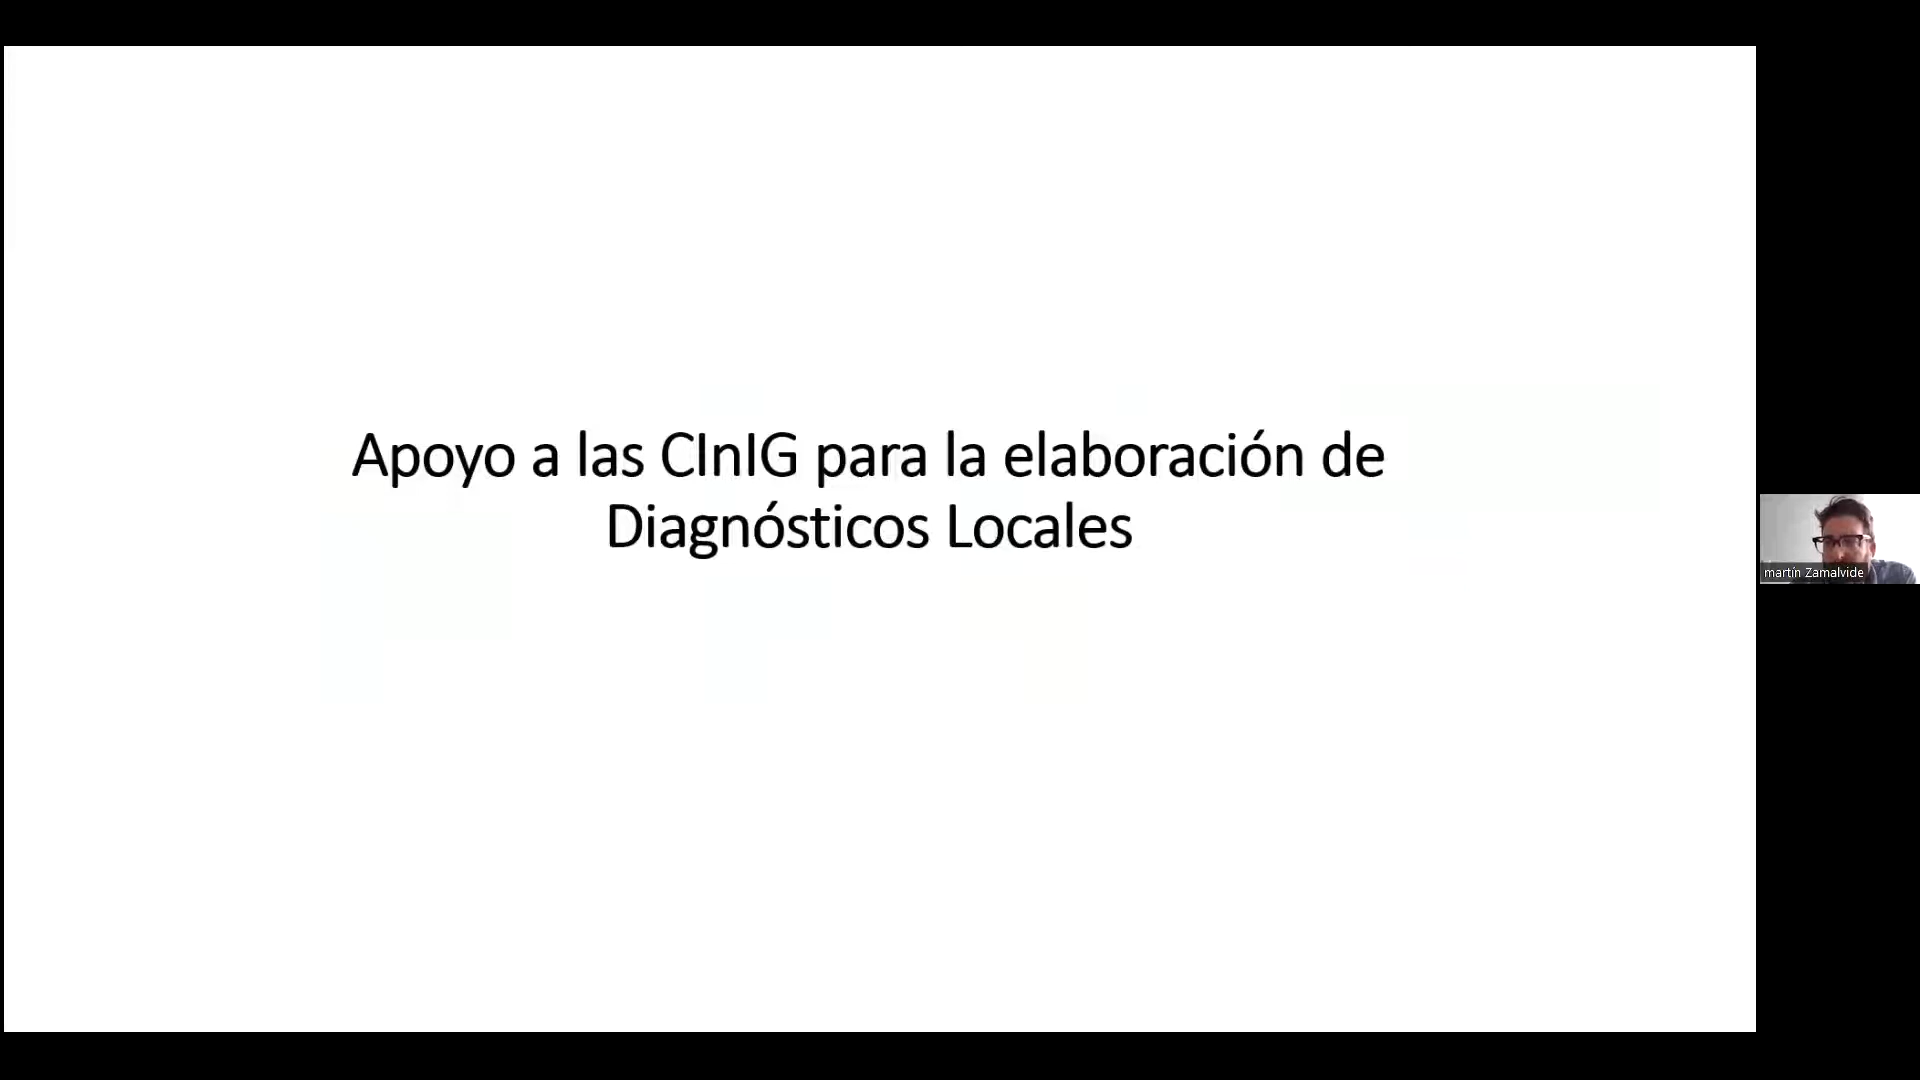 Apoyo a las CInIG para la elaboración de
Diagnósticos Locales
martín Zamalvide